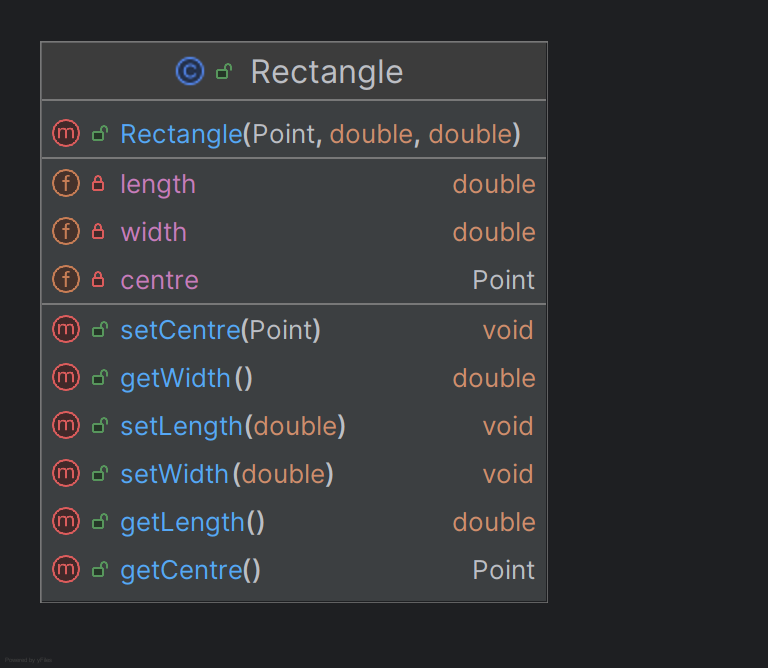 C Rectangle
m Rectangle(Point, double, double)
f length double
f width double
f centre Point
m setCentre(Point) void
m getWidth() double
m setLength(double) void
m setWidth(double) void
m getLength() double
m getCentre() Point
Powered by yFiles